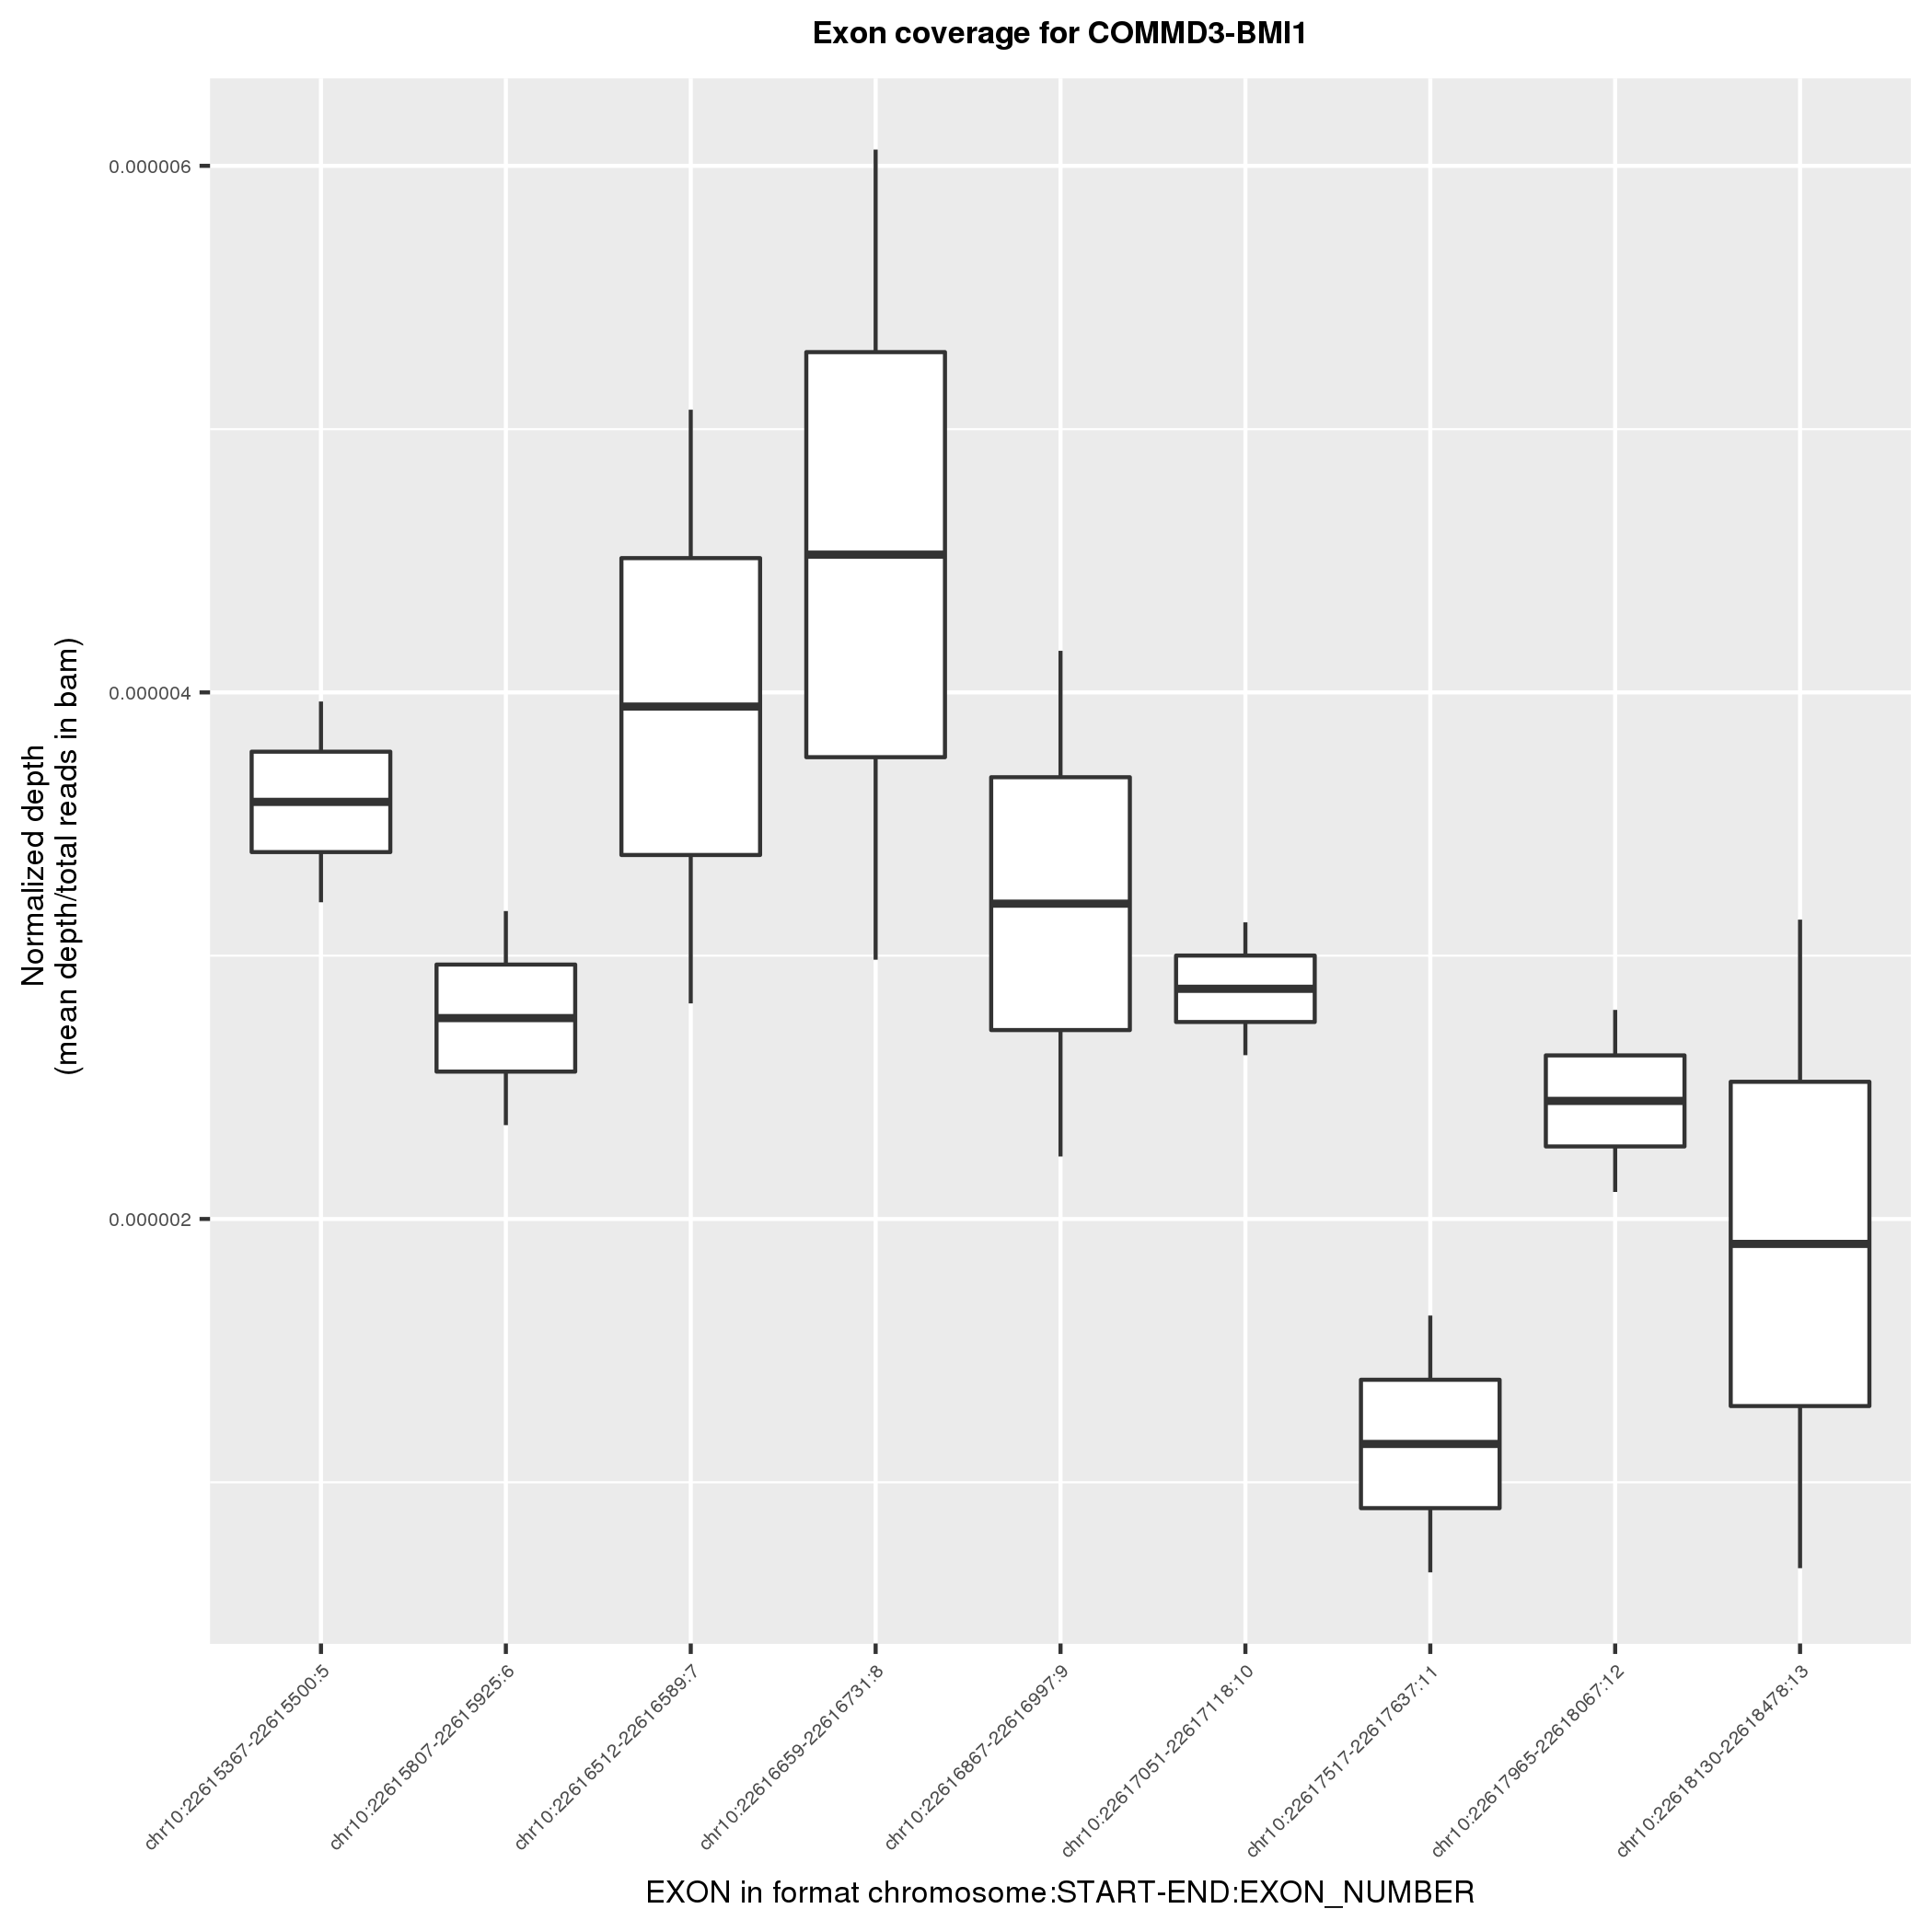 Exon coverage for COMMD3-BMI1
Normalized depth
(mean depth/total reads in bam)
0.000006
0.000004
0.000002
chr10:22615367-22615500:5
chr10:22615807-22615925:6
chr10:22616512-22616589:7
chr10:22616659-22616731:8
chr10:22616867-22616997:9
chr10:22617051-22617118:10
chr10:22617517-22617637:11
chr10:22617965-22618067:12
chr10:22618130-22618478:13
EXON in format chromosome:START-END:EXON_NUMBER